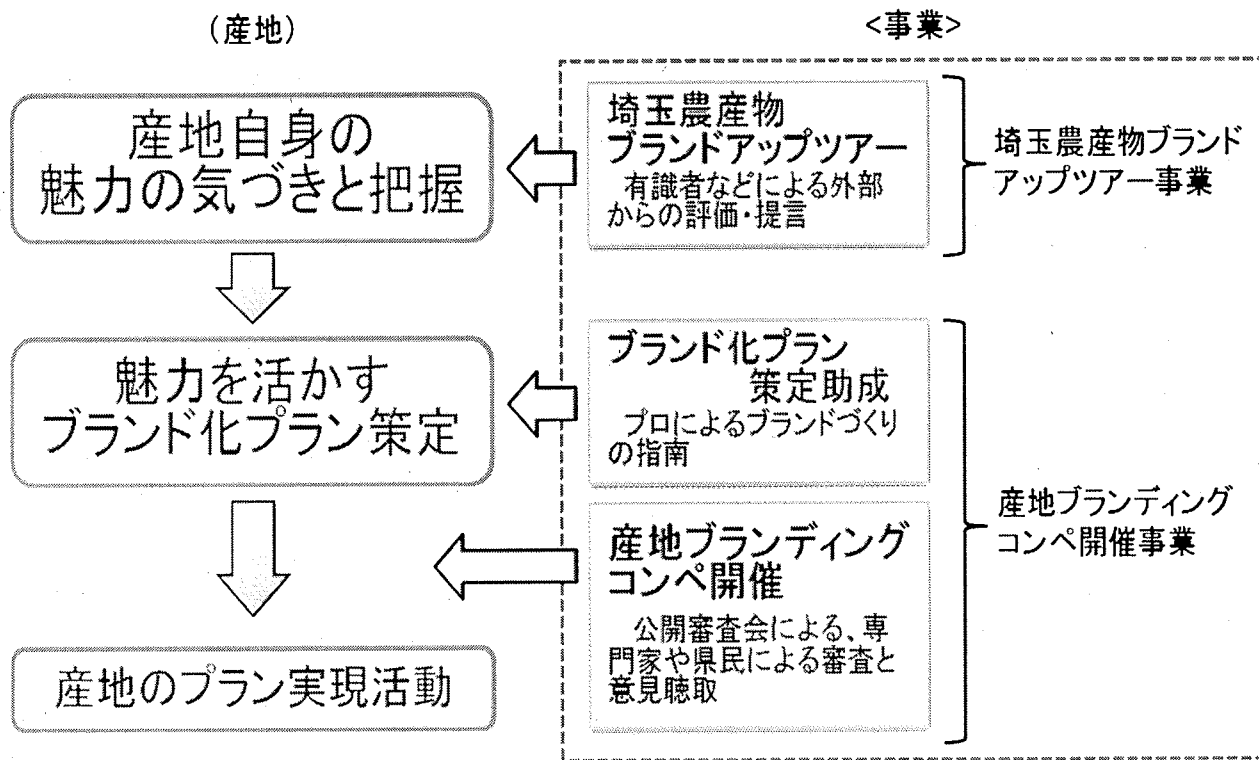 (産地)
<事業>
産地自身の
魅力の気づきと把握
埼玉農産物
ブランドアップツアー
有識者などによる外部
からの評価・提言
埼玉農産物ブランド
アップツアー事業
魅力を活かす
ブランド化プラン策定
ブランド化プラン
策定助成
プロによるブランドづくり
の指南
産地ブランディング
コンペ開催
公開審査会による、専
門家や県民による審査と
意見聴取
産地ブランディング
コンペ開催事業
産地のプラン実現活動